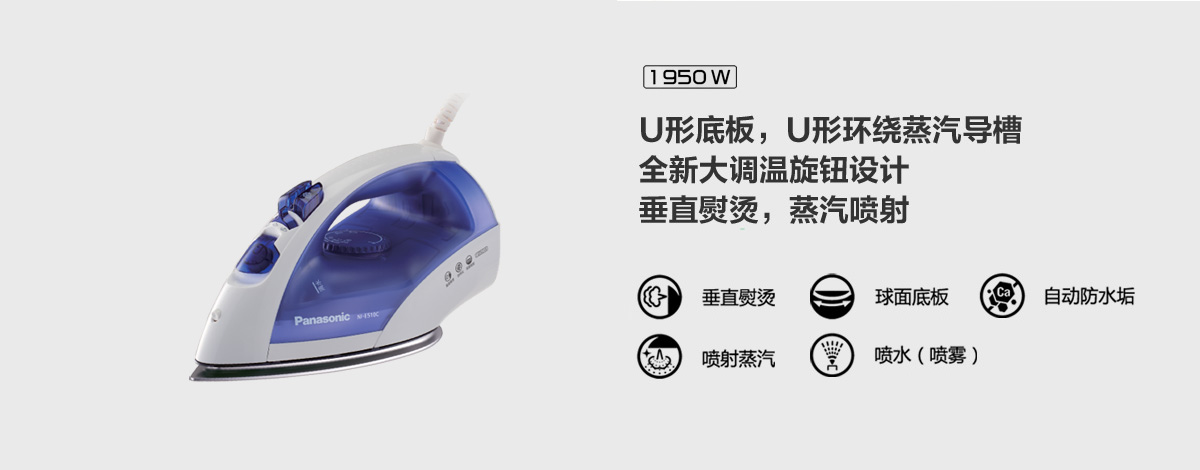 1950W
U形底板，U形环绕蒸汽导槽
全新大调温旋钮设计
垂直熨烫，蒸汽喷射
垂直熨烫
球面底板
Ca
自动防水垢
喷射蒸汽
喷水（喷雾）
Panasonic